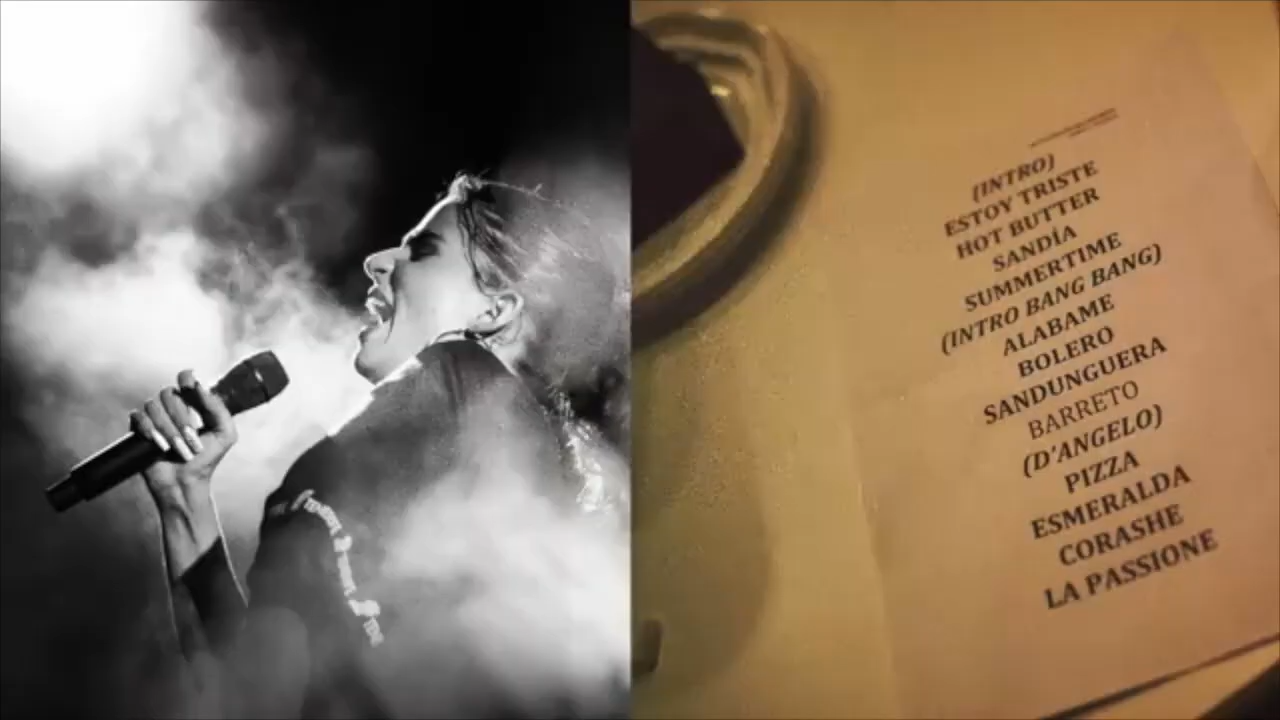 (INTRO)
ESTOY TRISTE
HOT BUTTER
SANDÍA
SUMMERTIME
(INTRO BANG BANG)
ALABAME
BOLERO
SANDUNGUERA
BARRETO
(D'ANGELO)
PIZZA
ESMERALDA
CORASHE
LA PASSIONE